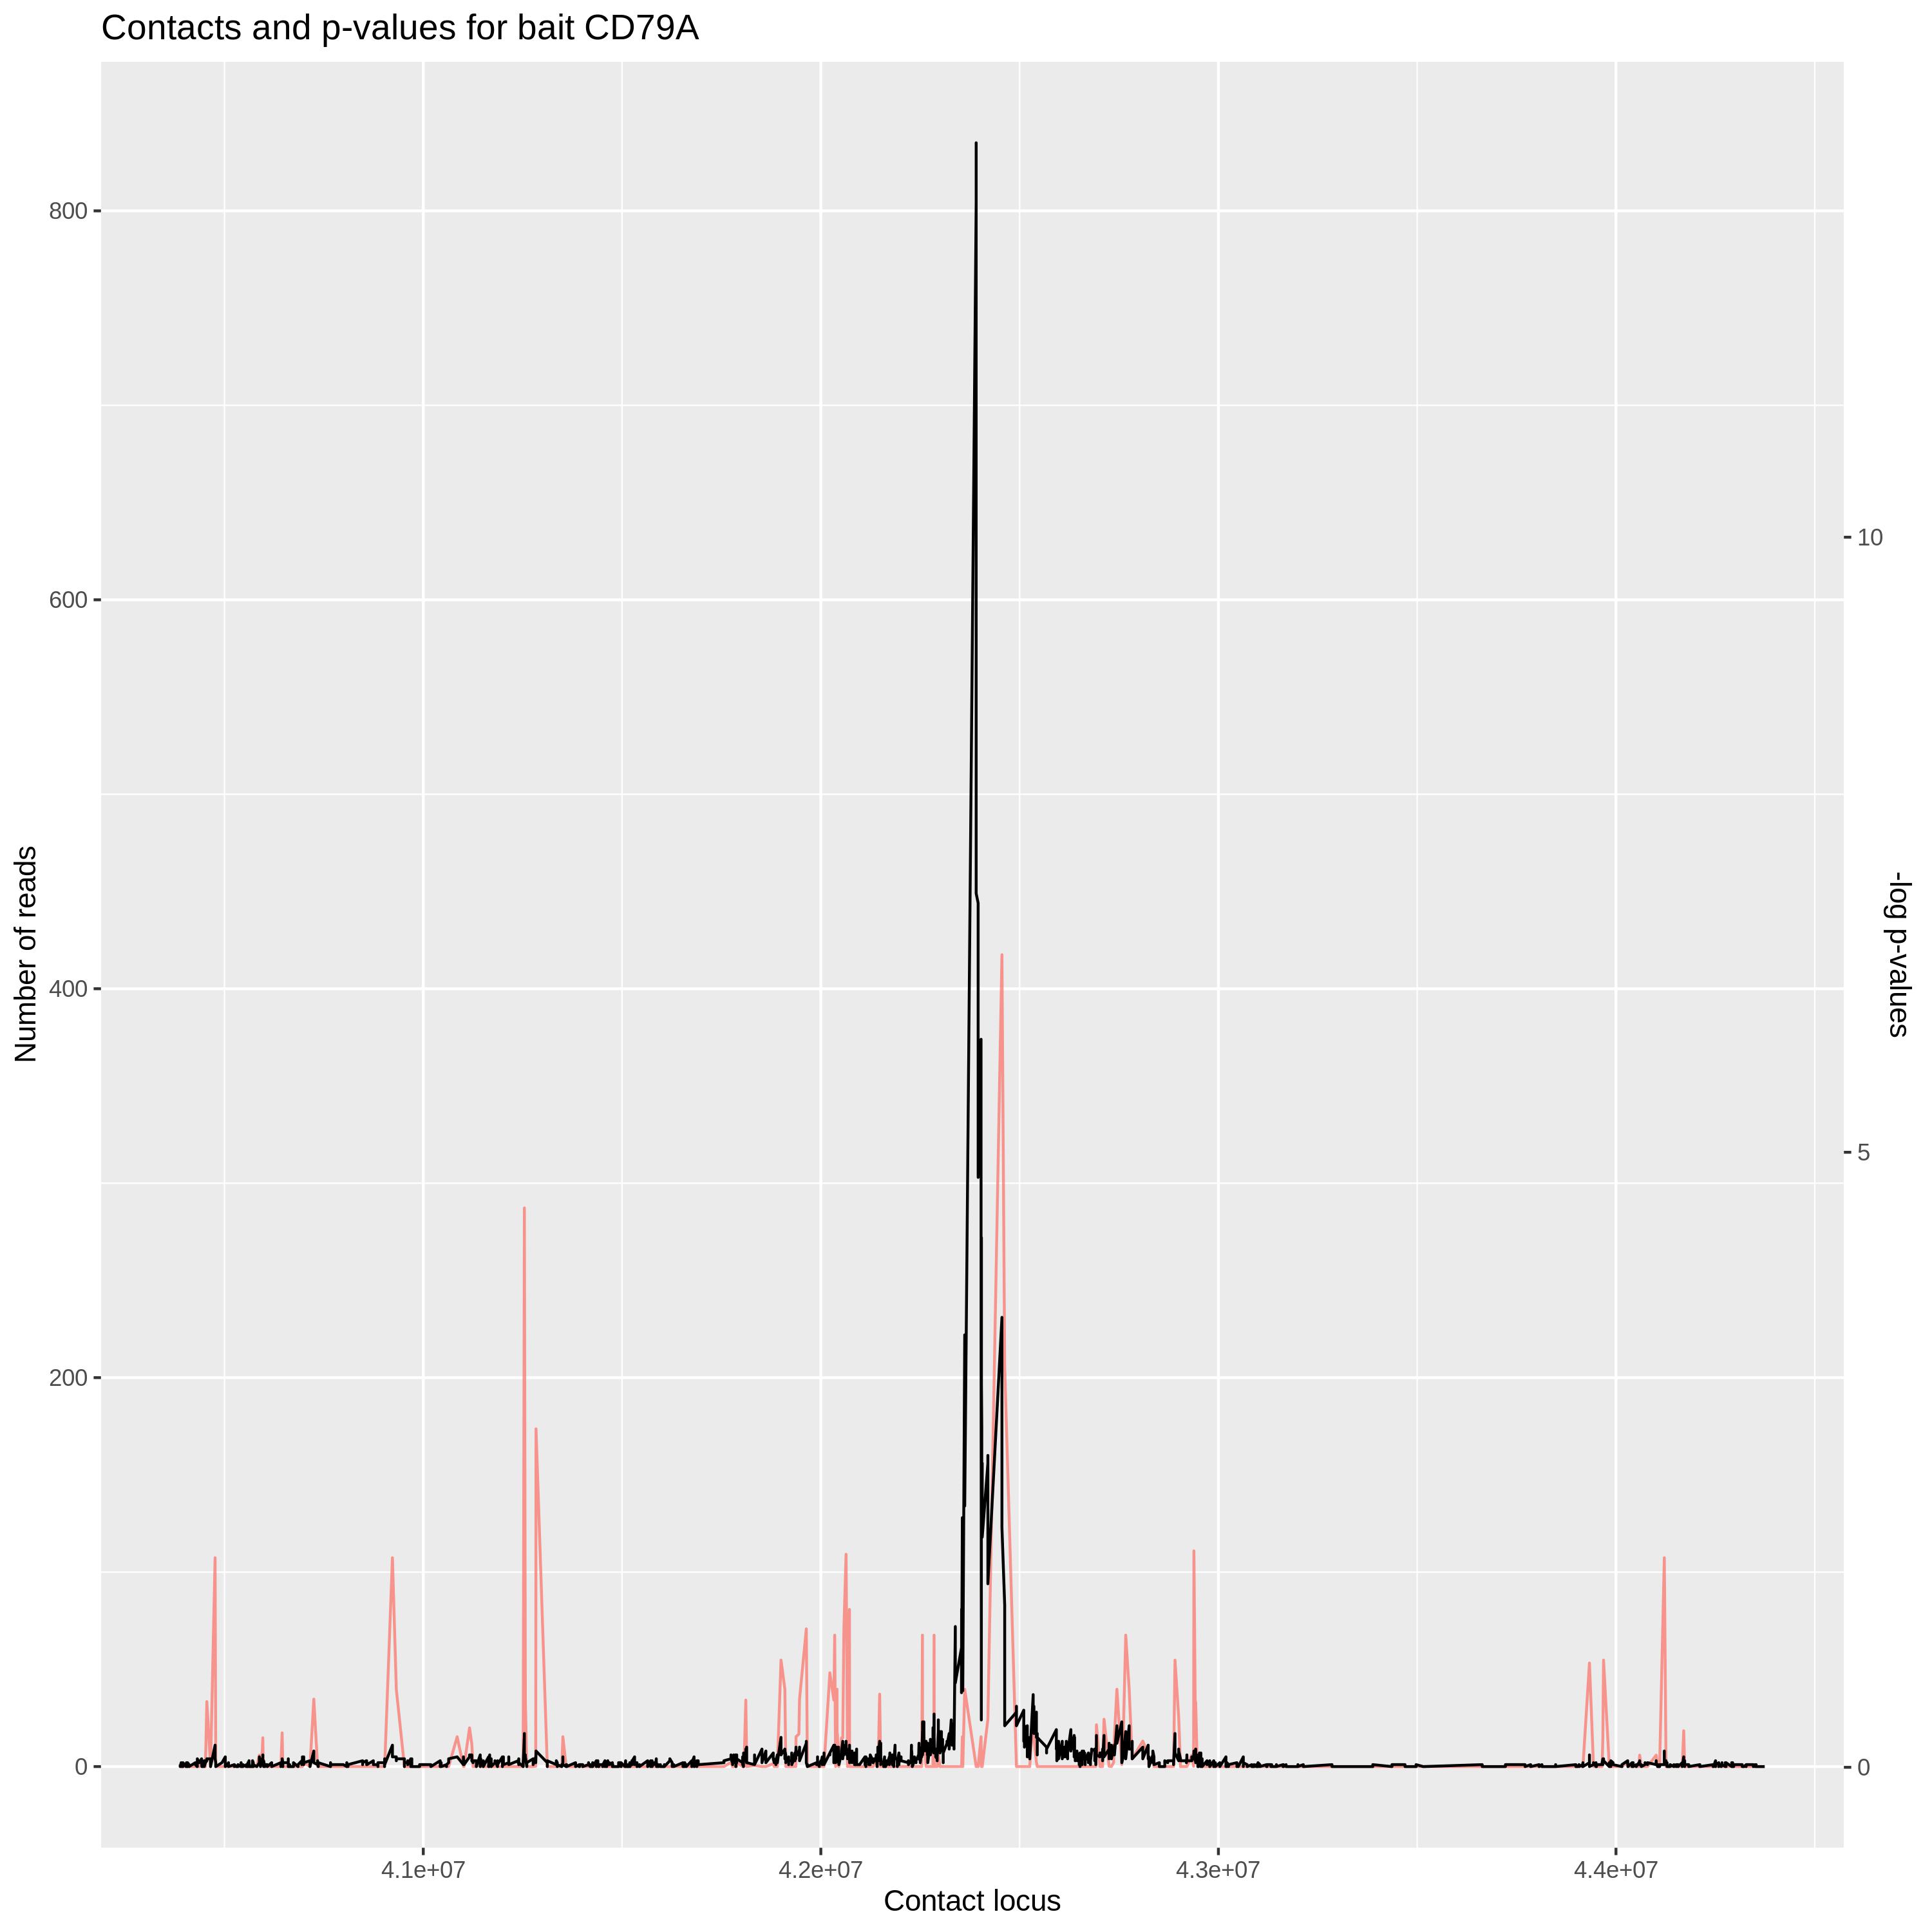 Contacts and p-values for bait CD79A
800
600
400
200
0
Number of reads
10
5
0
-log p-values
4.1e+07
4.2e+07
4.3e+07
4.4e+07
Contact locus